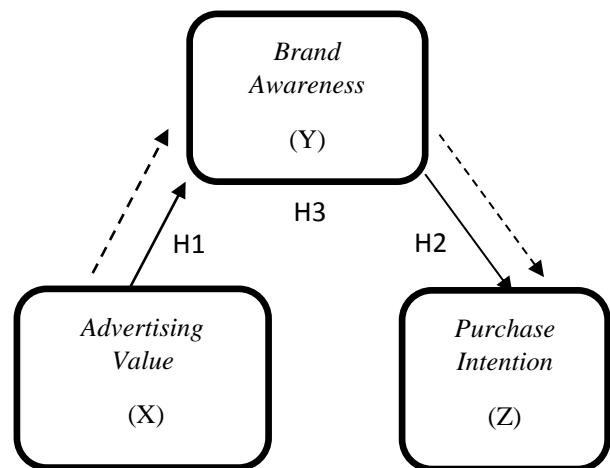 Brand
Awareness
(Y)
H3
H1
H2
Advertising
Value
(X)
Purchase
Intention
(Z)